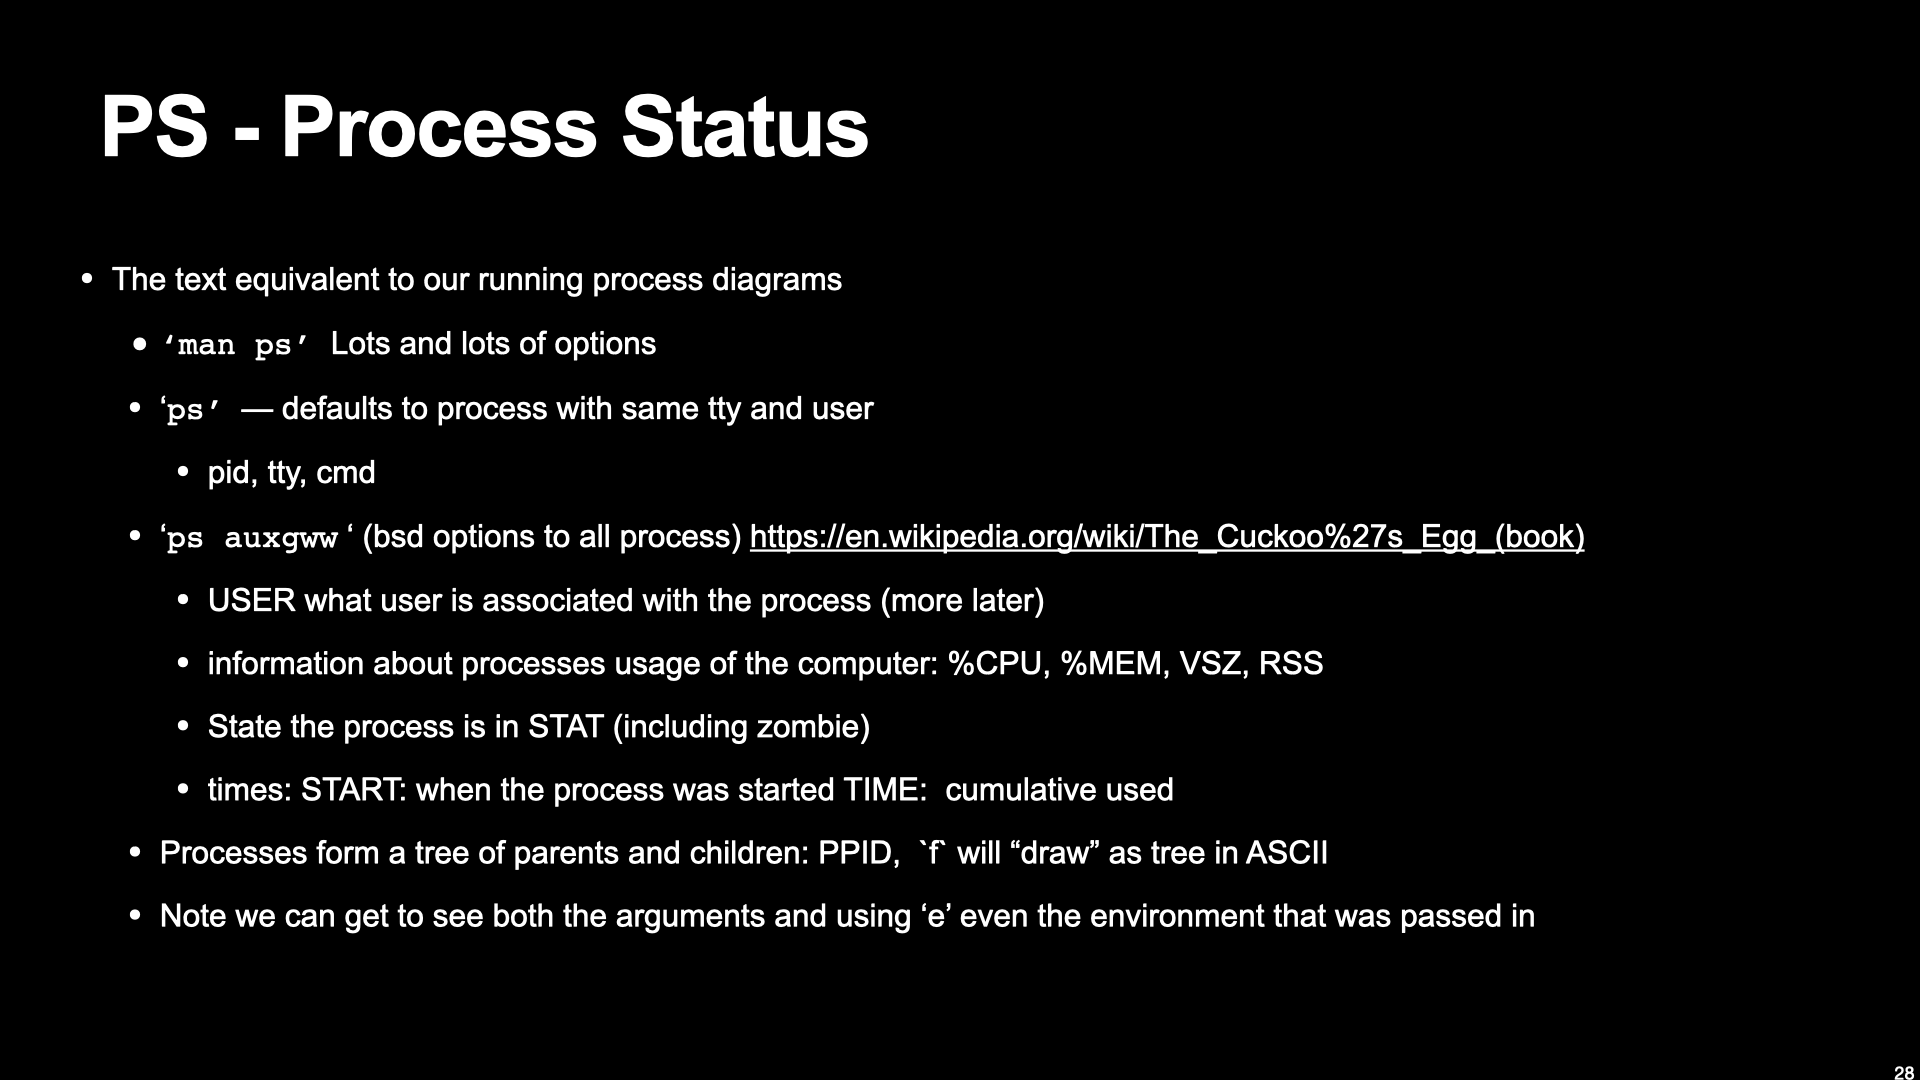 PS - Process Status
• The text equivalent to our running process diagrams
• ‘man ps’ Lots and lots of options
• ‘ps’ — defaults to process with same tty and user
• pid, tty, cmd
• ‘ps auxgww ‘ (bsd options to all process) https://en.wikipedia.org/wiki/The_Cuckoo%27s_Egg_(book)
• USER what user is associated with the process (more later)
• information about processes usage of the computer: %CPU, %MEM, VSZ, RSS
• State the process is in STAT (including zombie)
• times: START: when the process was started TIME:  cumulative used
• Processes form a tree of parents and children: PPID,  `f` will “draw” as tree in ASCII
• Note we can get to see both the arguments and using ‘e’ even the environment that was passed in
28